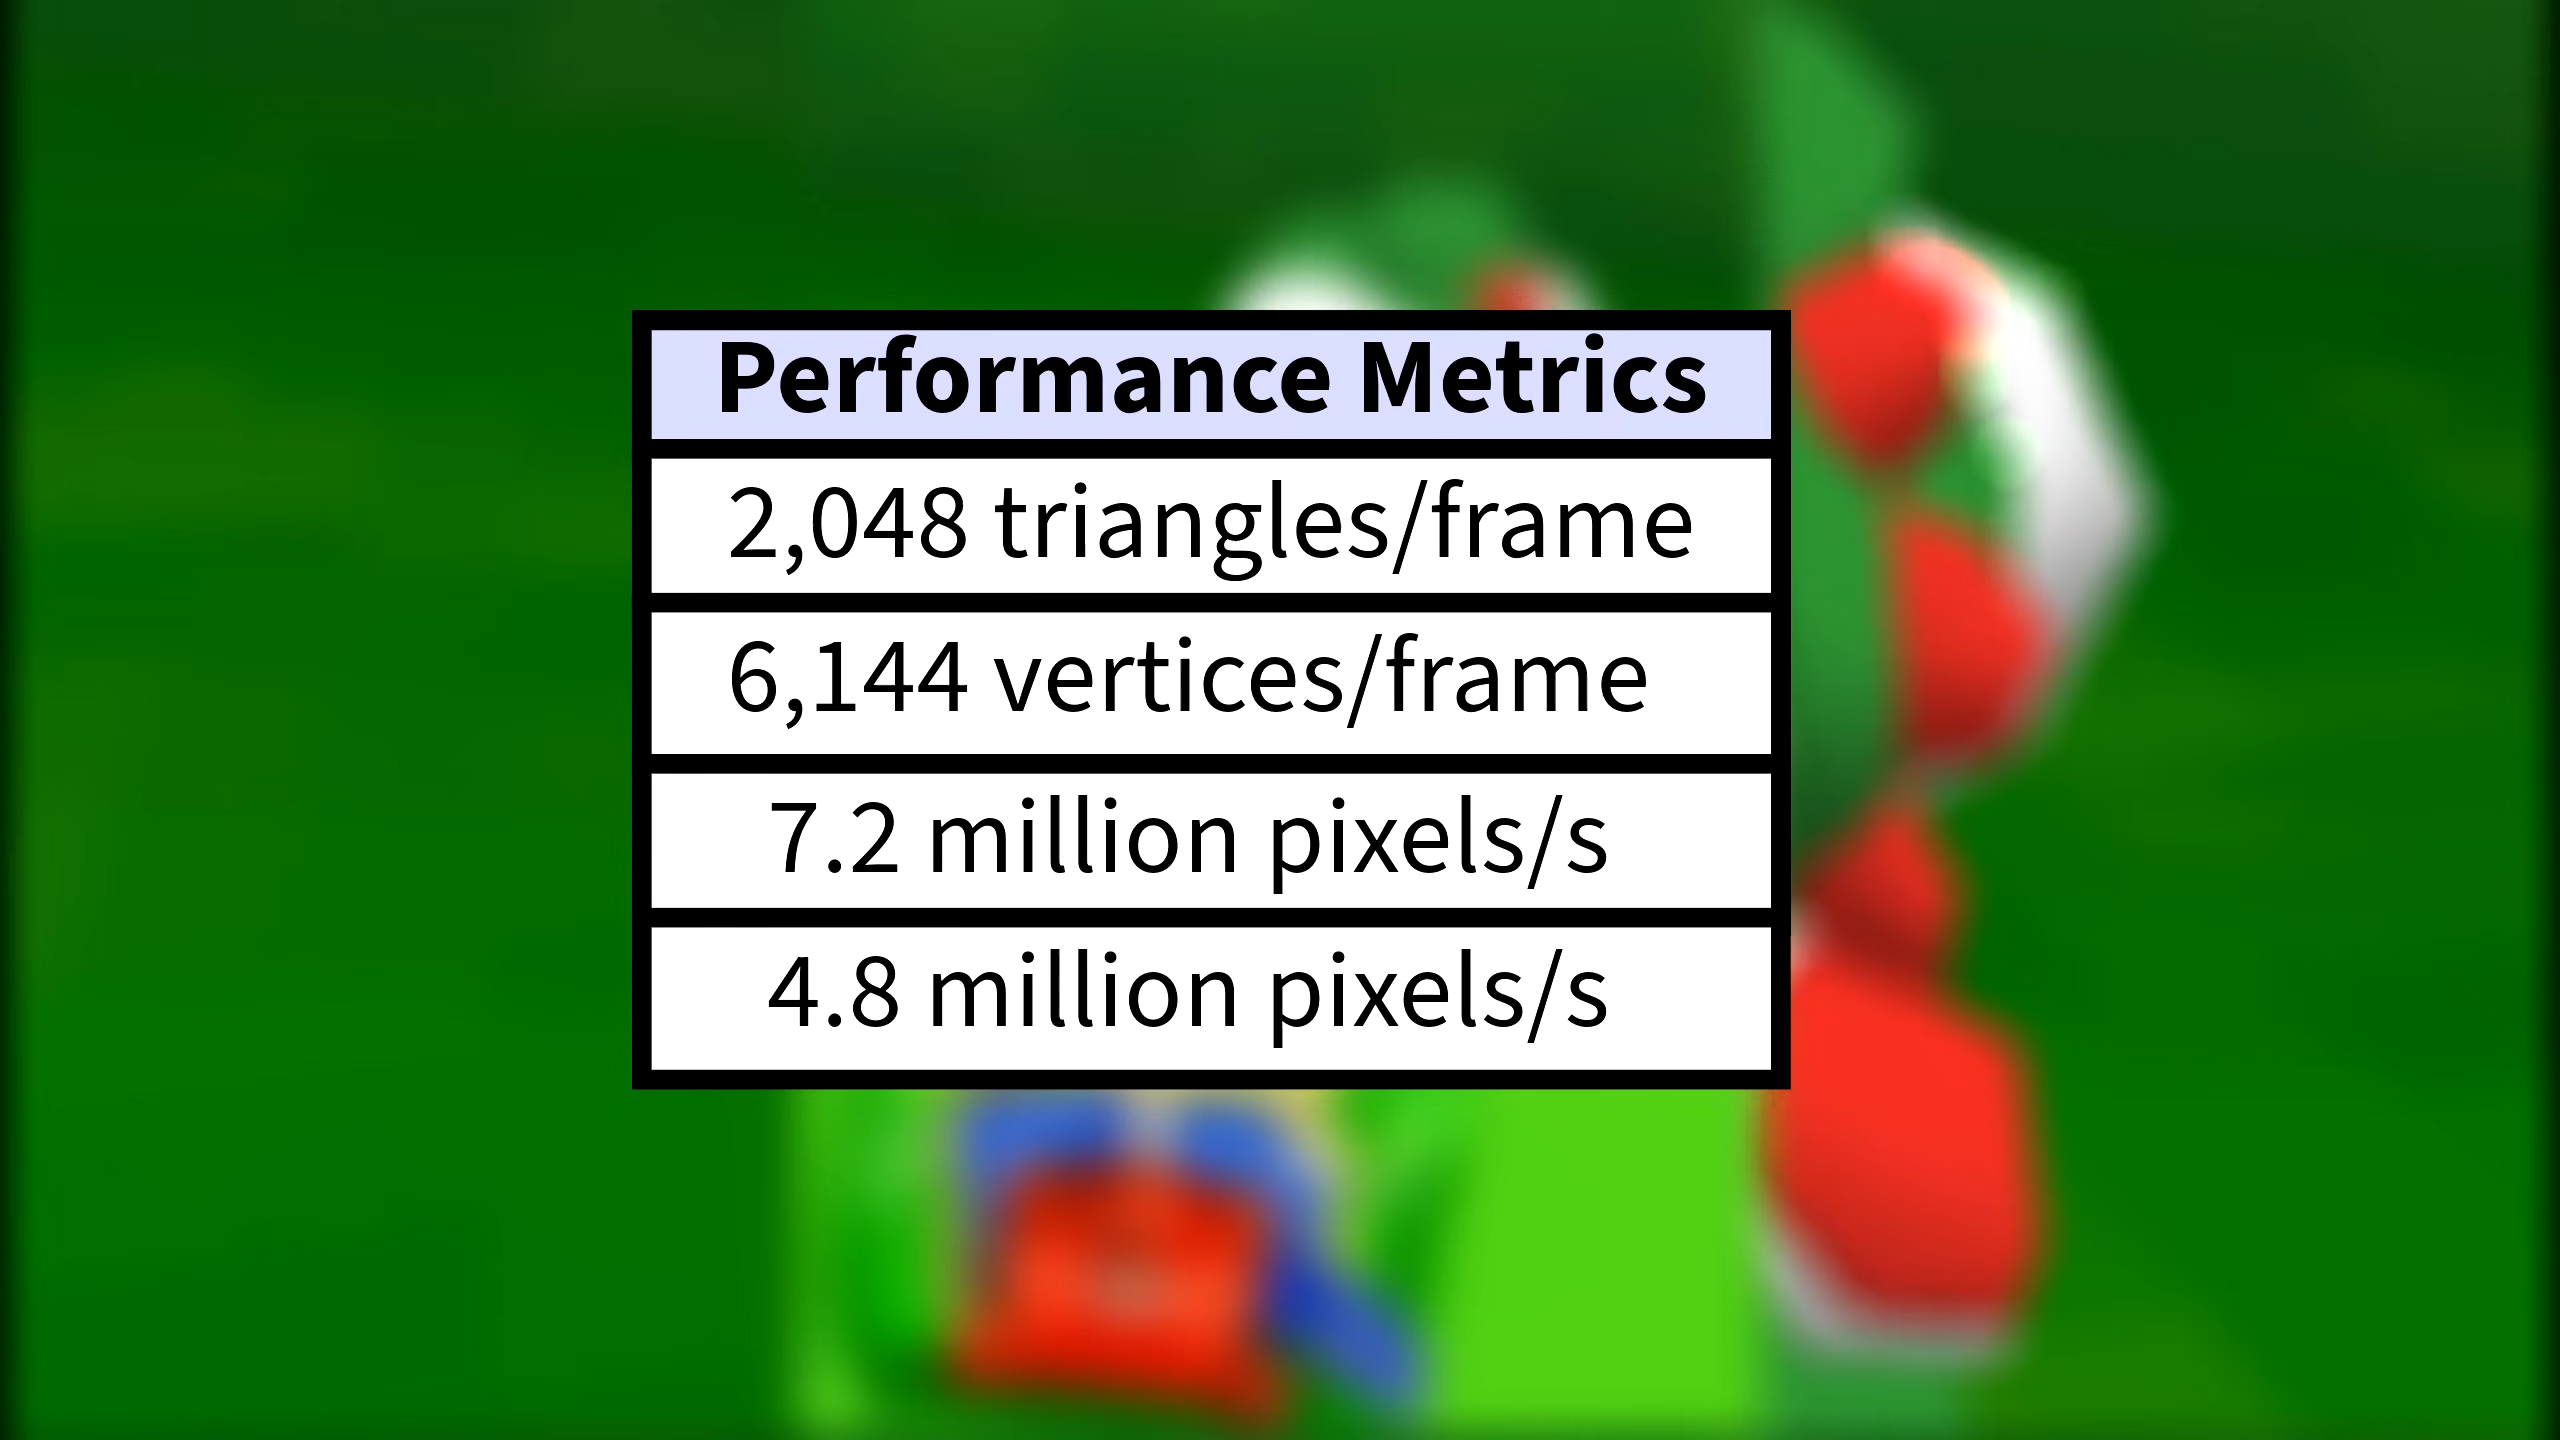 Performance Metrics
2,048 triangles/frame
6,144 vertices/frame
7.2 million pixels/s
4.8 million pixels/s